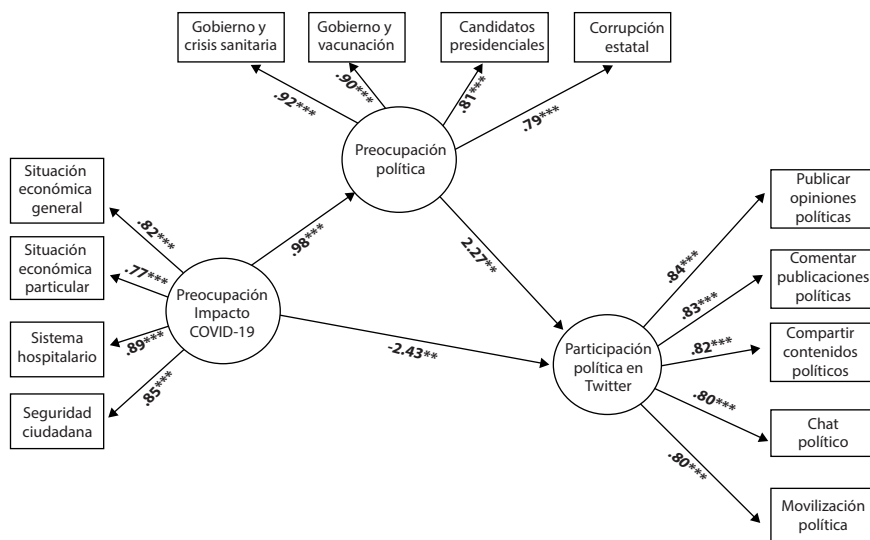 Gobierno y
crisis sanitaria
Gobierno y
vacunación
Candidatos
presidenciales
Corrupción
estatal
.92***
.90***
.81***
.79***
Preocupación
política
Situación
económica
general
Situación
económica
particular
Sistema
hospitalario
Seguridad
ciudadana
.82***
.77***
.89***
.85***
Preocupación
Impacto
COVID-19
.98***
2.27**
-2.43**
Participación
política en
Twitter
.84***
.83***
.82***
.80***
.80***
Publicar
opiniones
políticas
Comentar
publicaciones
políticas
Compartir
contenidos
políticos
Chat
político
Movilización
política